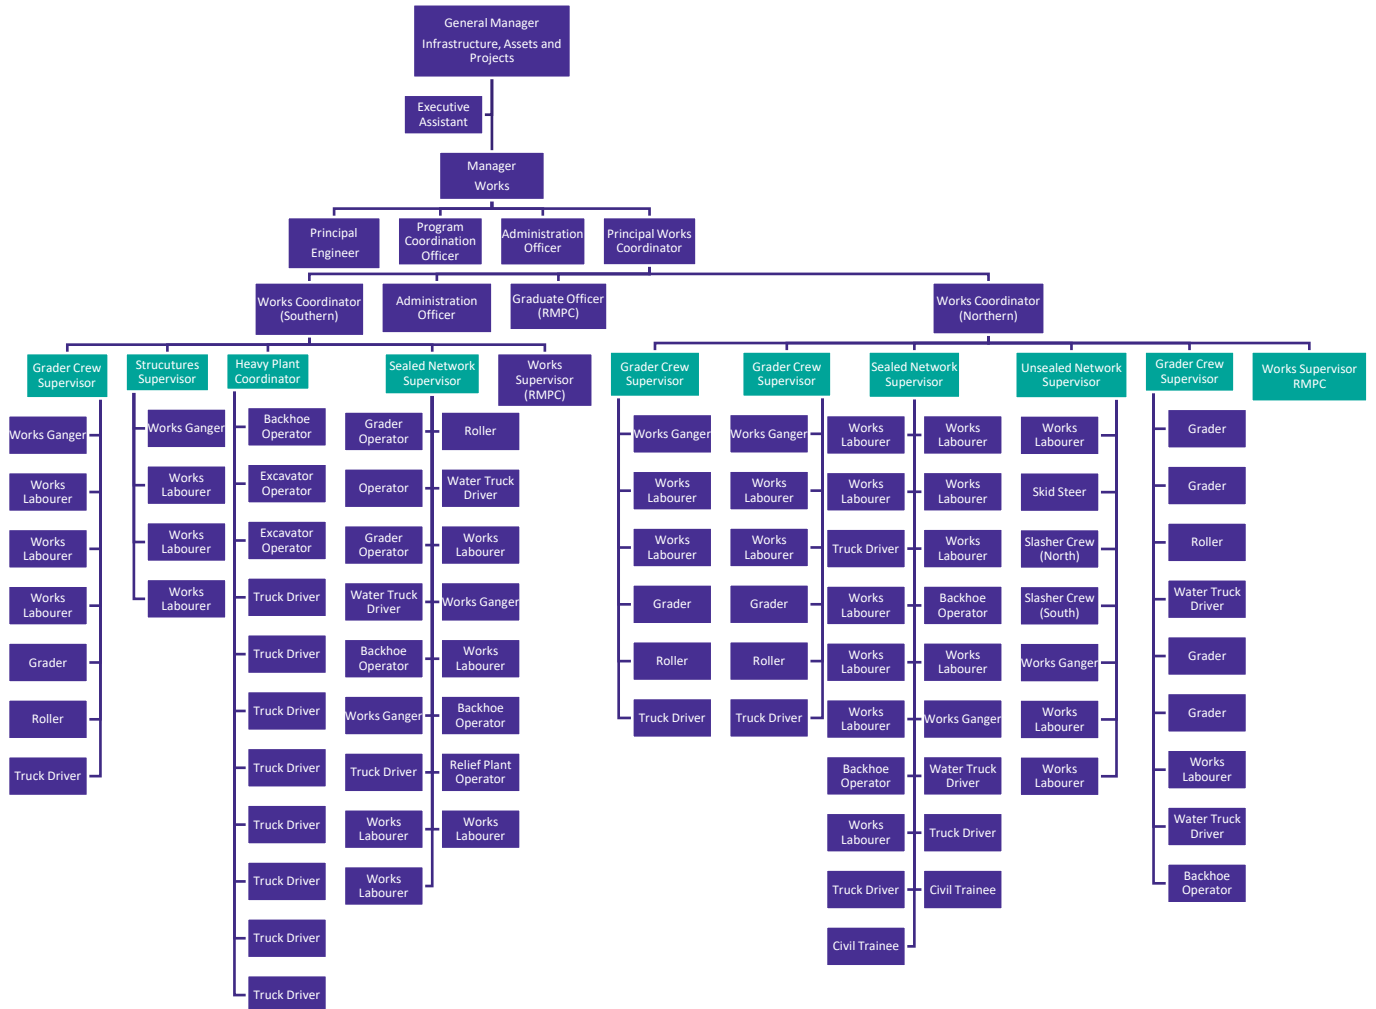 General Manager
Infrastructure, Assets and
Projects
Executive
Assistant
Manager
Works
Principal
Engineer
Program
Coordination
Officer
Administration
Officer
Principal Works
Coordinator
Works Coordinator
(Southern)
Administration
Officer
Graduate Officer
(RMPC)
Works Coordinator
(Northern)
Grader Crew
Supervisor
Works Ganger
Works
Labourer
Works
Labourer
Works
Labourer
Grader
Roller
Truck Driver
Strucutures
Supervisor
Works Ganger
Works
Labourer
Works
Labourer
Works
Labourer
Heavy Plant
Coordinator
Backhoe
Operator
Excavator
Operator
Excavator
Operator
Truck Driver
Truck Driver
Truck Driver
Truck Driver
Truck Driver
Truck Driver
Truck Driver
Truck Driver
Sealed Network
Supervisor
Grader
Operator
Roller
Operator
Water Truck
Driver
Grader
Operator
Works
Labourer
Water Truck
Driver
Works Ganger
Backhoe
Operator
Works
Labourer
Works Ganger
Backhoe
Operator
Truck Driver
Relief Plant
Operator
Works
Labourer
Works
Labourer
Works
Labourer
Works
Supervisor
(RMPC)
Grader Crew
Supervisor
Works Ganger
Works
Labourer
Works
Labourer
Grader
Roller
Truck Driver
Grader Crew
Supervisor
Works Ganger
Works
Labourer
Works
Labourer
Grader
Roller
Truck Driver
Sealed Network
Supervisor
Works
Labourer
Works
Labourer
Works
Labourer
Works
Labourer
Truck Driver
Works
Labourer
Works
Labourer
Backhoe
Operator
Works
Labourer
Works
Labourer
Works
Labourer
Works Ganger
Backhoe
Operator
Water Truck
Driver
Works
Labourer
Truck Driver
Truck Driver
Civil Trainee
Civil Trainee
Unsealed Network
Supervisor
Works
Labourer
Skid Steer
Slasher Crew
(North)
Slasher Crew
(South)
Works Ganger
Works
Labourer
Works
Labourer
Grader Crew
Supervisor
Grader
Grader
Roller
Water Truck
Driver
Grader
Grader
Works
Labourer
Water Truck
Driver
Backhoe
Operator
Works Supervisor
RMPC